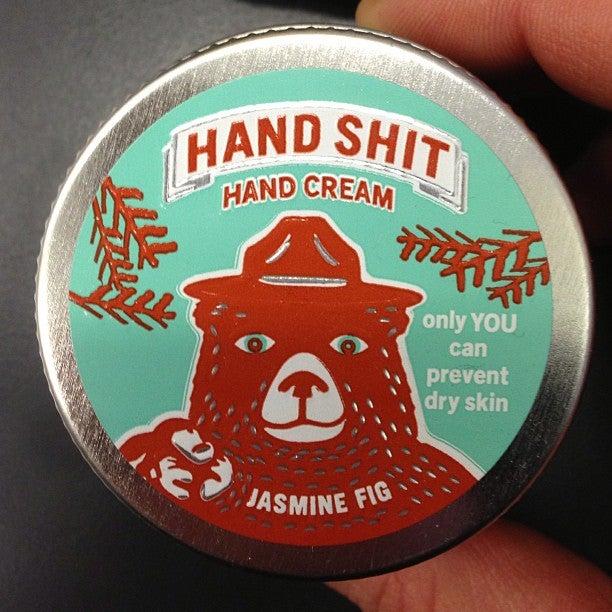 HAND SHIT
HAND CREAM
only YOU
can
prevent
dry skin
JASMINE FIG